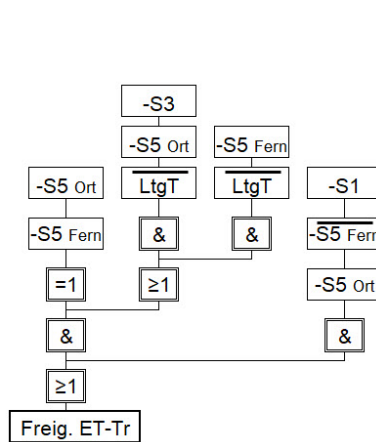 -S3
-S5 Ort -S5 Fern
-S5 Ort LtgT LtgT -S1
-S5 Fern & & -S5 Fern
=1 ≥1 -S5 Ort
& &
≥1
Freig. ET-Tr